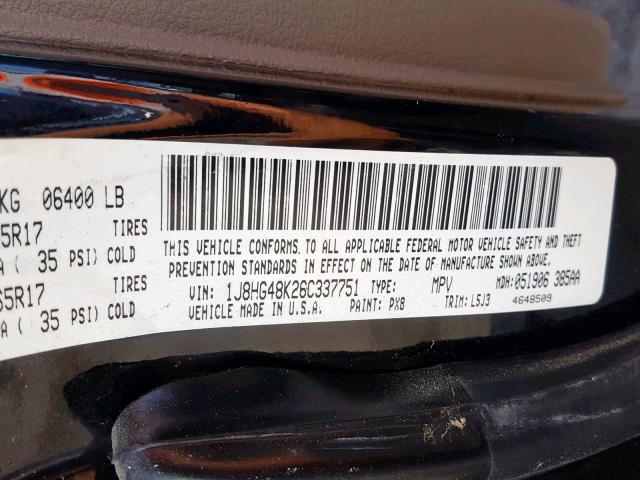 KG 06400 LB
5R17 TIRES
A ( 35 PSI) COLD
65R17 TIRES
A ( 35 PSI) COLD
THIS VEHICLE CONFORMS TO ALL APPLICABLE FEDERAL MOTOR VEHICLE SAFETY AND THEFT
PREVENTION STANDARDS IN EFFECT ON THE DATE OF MANUFACTURE SHOWN ABOVE.
VIN: 1J8HG48K26C337751 TYPE: MPV MDH:051906 385AA
VEHICLE MADE IN U.S.A. PAINT: PX8 TRIM: L5J3 4648509